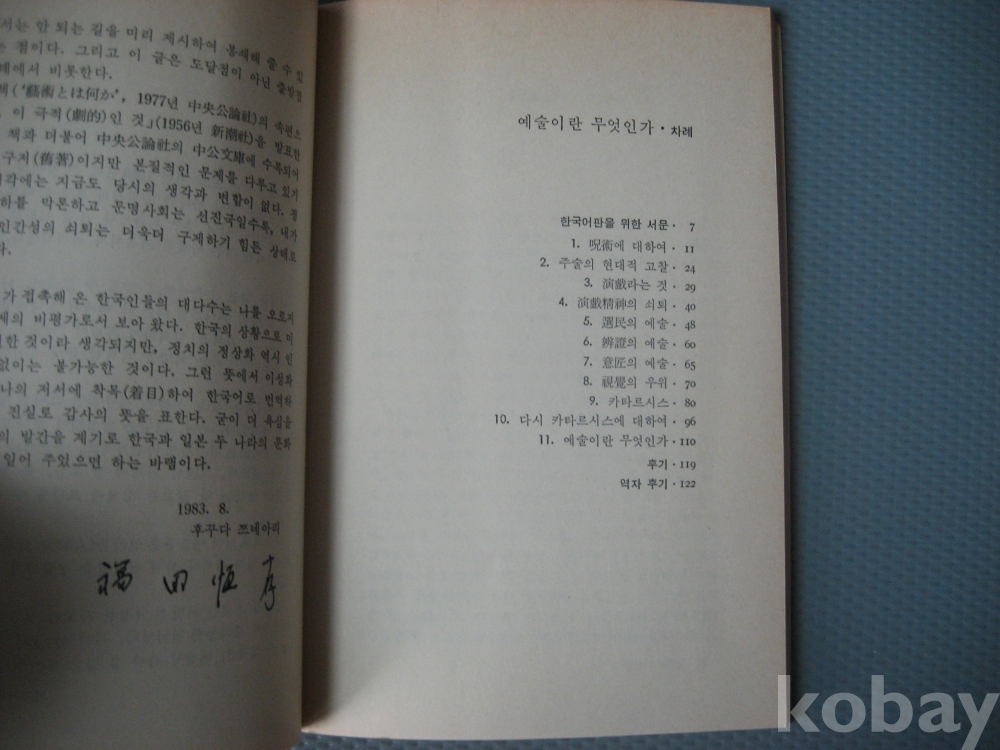 서는 안 되는 길을 미리 제시하여 봉쇄해 줄 수 있
는 점이다. 그리고 이 글은 도달점이 아닌 출발점
에서 비롯한다.
(‘藝術とは何か’, 1977년 中央公論社)의 속편으
이 극적(劇的)인 것」(1956년 新潮社)을 발표한
책과 더불어 中央公論社의 中公文庫에 수록되어
구저(舊著)이지만 본질적인 문제를 다루고 있기
각에는 지금도 당시의 생각과 변함이 없다. 정
하를 막론하고 문명사회는 선진국일수록, 내가
인간성의 쇠퇴는 더욱더 구제하기 힘든 상태로
다.
가 접촉해 온 한국인들의 대다수는 나를 오로지
의 비평가로서 보아 왔다. 한국의 상황으로 미
한 것이라 생각되지만, 정치의 정상화 역시 인
없이는 불가능한 것이다. 그런 뜻에서 이상화
나의 저서에 착목(着目)하여 한국어로 번역하
진실로 감사의 뜻을 표한다. 굳이 더 욕심을
의 발간을 계기로 한국과 일본 두 나라의 문화
일어 주었으면 하는 바램이다.
1983. 8.
후꾸다 쯔네아리
福田恒存
예술이란 무엇인가 · 차례
한국어판을 위한 서문 · 7
1. 呪術에 대하여 · 11
2. 주술의 현대적 고찰 · 24
3. 演戱라는 것 · 29
4. 演戱精神의 쇠퇴 · 40
5. 選民의 예술 · 48
6. 辨證의 예술 · 60
7. 意匠의 예술 · 65
8. 視覺의 우위 · 70
9. 카타르시스 · 80
10. 다시 카타르시스에 대하여 · 96
11. 예술이란 무엇인가 · 110
후기 · 119
역자 후기 · 122
kobay